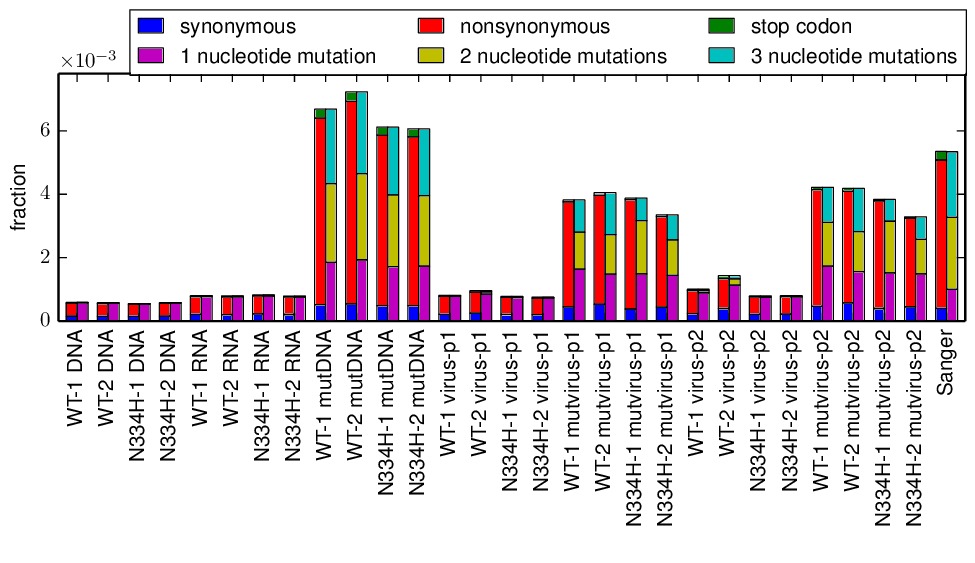 synonymous nonsynonymous stop codon
1 nucleotide mutation 2 nucleotide mutations 3 nucleotide mutations
×10⁻³
fraction
6
4
2
0
WT-1 DNA
WT-2 DNA
N334H-1 DNA
N334H-2 DNA
WT-1 RNA
WT-2 RNA
N334H-1 RNA
N334H-2 RNA
WT-1 mutDNA
WT-2 mutDNA
N334H-1 mutDNA
N334H-2 mutDNA
WT-1 virus-p1
WT-2 virus-p1
N334H-1 virus-p1
N334H-2 virus-p1
WT-1 mutvirus-p1
WT-2 mutvirus-p1
N334H-1 mutvirus-p1
N334H-2 mutvirus-p1
WT-1 virus-p2
WT-2 virus-p2
N334H-1 virus-p2
N334H-2 virus-p2
WT-1 mutvirus-p2
WT-2 mutvirus-p2
N334H-1 mutvirus-p2
N334H-2 mutvirus-p2
Sanger